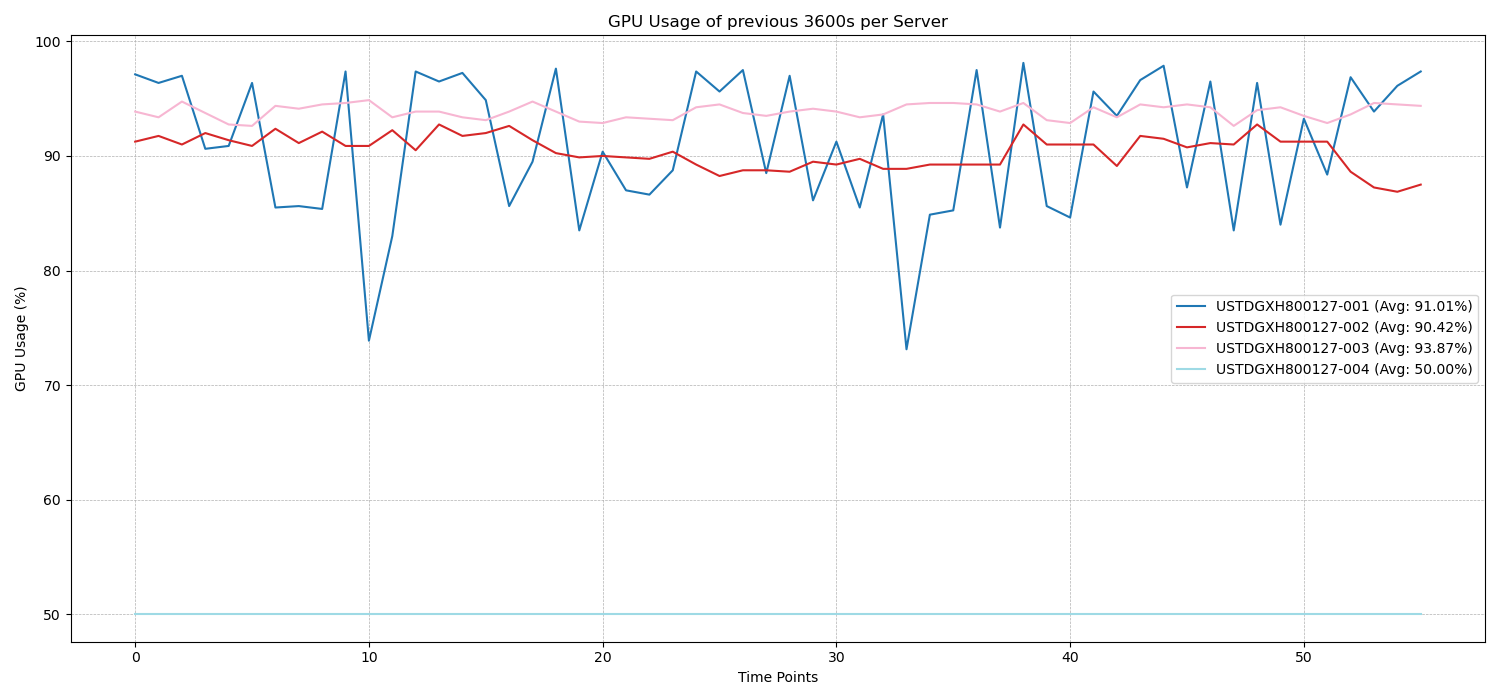 GPU Usage of previous 3600s per Server
GPU Usage (%)
100
90
80
70
60
50
USTDGXH800127-001 (Avg: 91.01%)
USTDGXH800127-002 (Avg: 90.42%)
USTDGXH800127-003 (Avg: 93.87%)
USTDGXH800127-004 (Avg: 50.00%)
0 10 20 30 40 50
Time Points